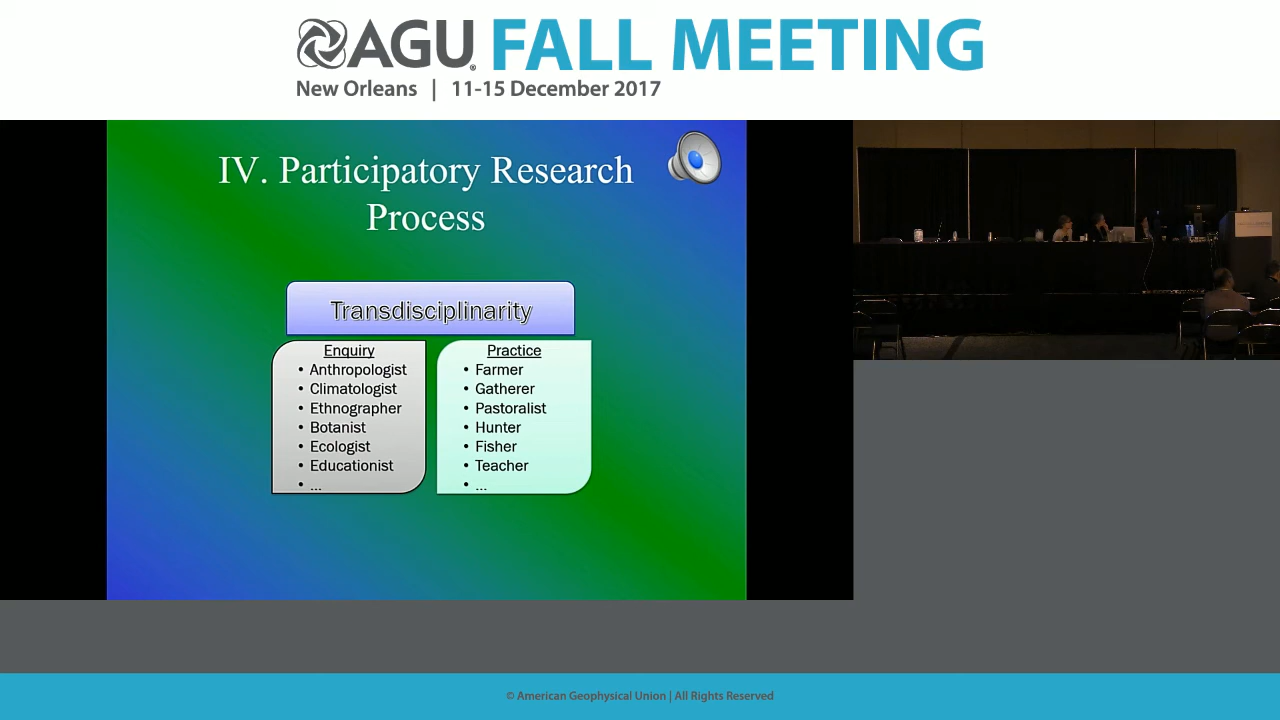 AGU FALL MEETING
New Orleans | 11-15 December 2017
IV. Participatory Research
Process
Transdisciplinarity
Enquiry
• Anthropologist
• Climatologist
• Ethnographer
• Botanist
• Ecologist
• Educationist
• ...
Practice
• Farmer
• Gatherer
• Pastoralist
• Hunter
• Fisher
• Teacher
• ...
© American Geophysical Union | All Rights Reserved